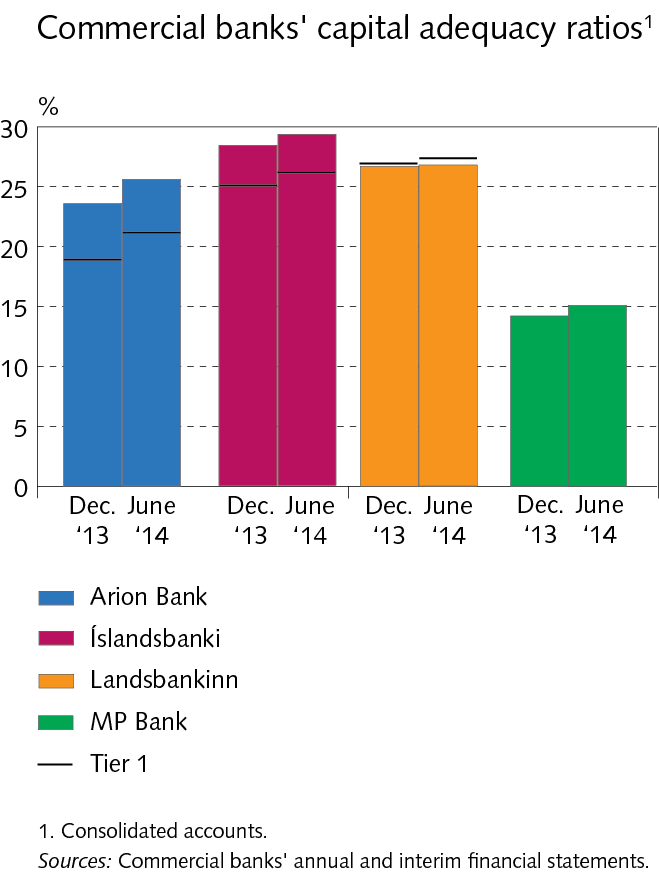 Commercial banks' capital adequacy ratios¹
%
30
25
20
15
10
5
0
Dec. June Dec. June Dec. June Dec. June
‘13 ‘14 ‘13 ‘14 ‘13 ‘14 ‘13 ‘14
Arion Bank
Íslandsbanki
Landsbankinn
MP Bank
Tier 1
1. Consolidated accounts.
Sources: Commercial banks' annual and interim financial statements.